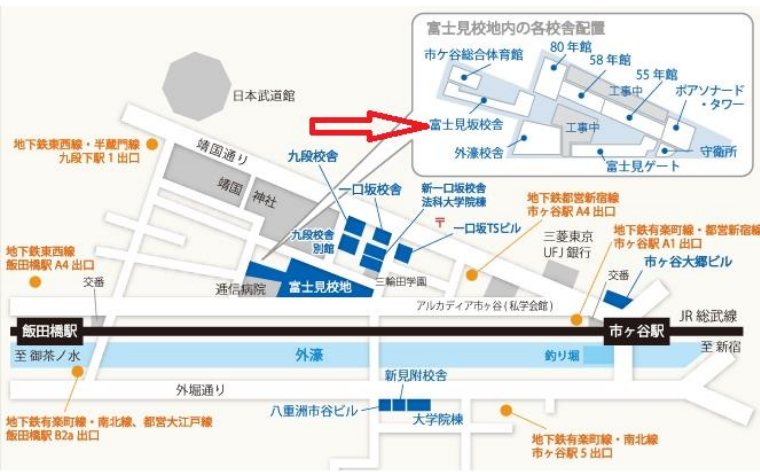 富士見校地内の各校舎配置
市ケ谷総合体育館
80年館
58年館
55年館
ボアソナード
・タワー
工事中
富士見坂校舎
工事中
外濠校舎
富士見ゲート
守衛所
日本武道館
地下鉄東西線・半蔵門線
九段下駅1出口
靖国通り
靖国 神社
九段校舎
一口坂校舎
新一口坂校舎
法科大学院棟
九段校舎
別館
〒
一口坂TSビル
地下鉄都営新宿線
市ヶ谷駅A4出口
三菱東京
UFJ銀行
地下鉄有楽町線・都営新宿線
市ヶ谷駅A1出口
地下鉄東西線
飯田橋駅A4出口
交番
逓信病院
富士見校地
三輪田学園
交番
市ヶ谷大郷ビル
アルカディア市ヶ谷(私学会館)
JR総武線
飯田橋駅
市ヶ谷駅
至御茶ノ水
外濠
釣り堀
至新宿
外堀通り
新見附校舎
八重洲市谷ビル
大学院棟
地下鉄有楽町線・南北線、都営大江戸線
飯田橋駅B2a出口
地下鉄有楽町線・南北線
市ヶ谷駅5出口